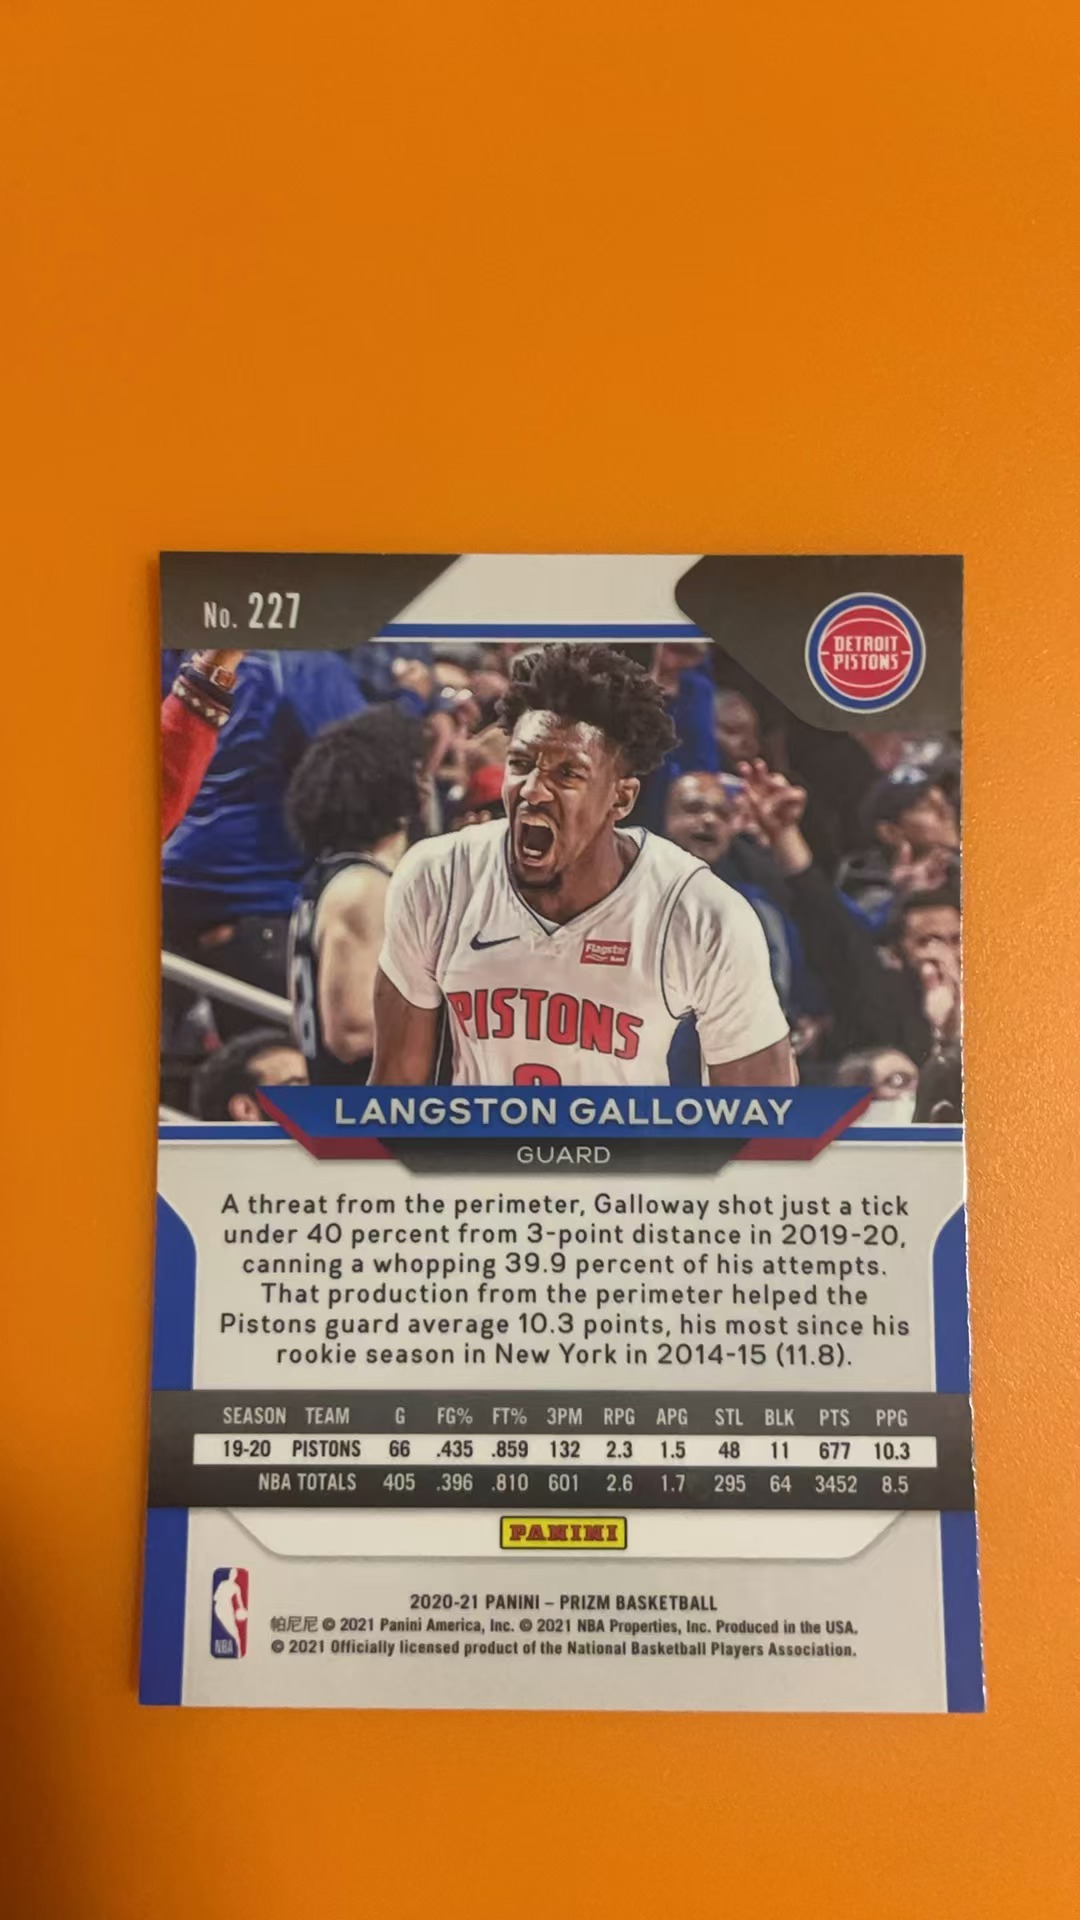 No. 227
DETROIT
PISTONS
Flagstar
Bank
PISTONS
LANGSTON GALLOWAY
GUARD
A threat from the perimeter, Galloway shot just a tick
under 40 percent from 3-point distance in 2019-20,
canning a whopping 39.9 percent of his attempts.
That production from the perimeter helped the
Pistons guard average 10.3 points, his most since his
rookie season in New York in 2014-15 (11.8).
SEASON TEAM G FG% FT% 3PM RPG APG STL BLK PTS PPG
19-20 PISTONS 66 .435 .859 132 2.3 1.5 48 11 677 10.3
NBA TOTALS 405 .396 .810 601 2.6 1.7 295 64 3452 8.5
PANINI
2020-21 PANINI – PRIZM BASKETBALL
帕尼尼 © 2021 Panini America, Inc. © 2021 NBA Properties, Inc. Produced in the USA.
© 2021 Officially licensed product of the National Basketball Players Association.
NBA